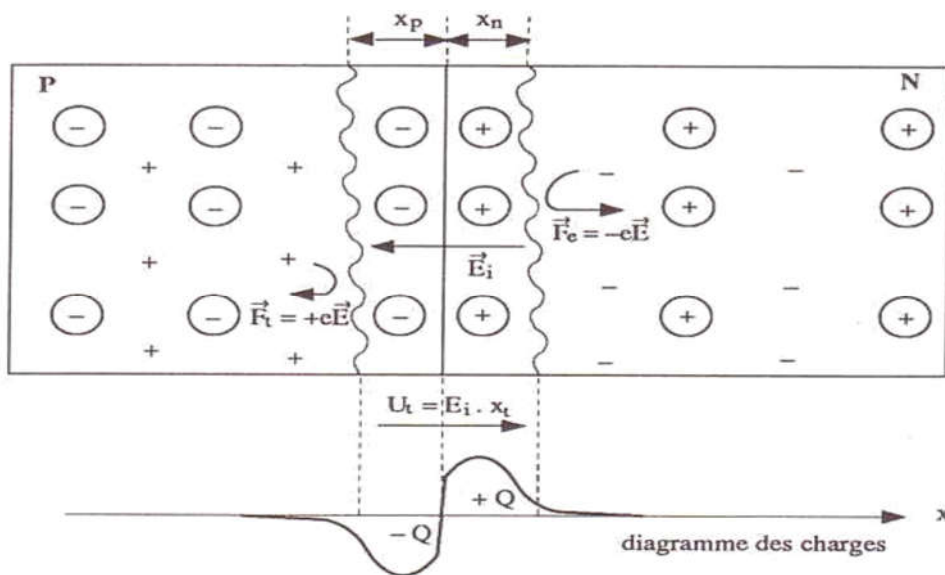 x_p x_n
P N
− − − + + +
+ + − −
− − − + + +
F⃗_e = −eE⃗
+ + E⃗_i
− − − + + +
F⃗_t = +eE⃗ − −
+ + − −
U_t = E_i . x_t
− Q + Q x
diagramme des charges